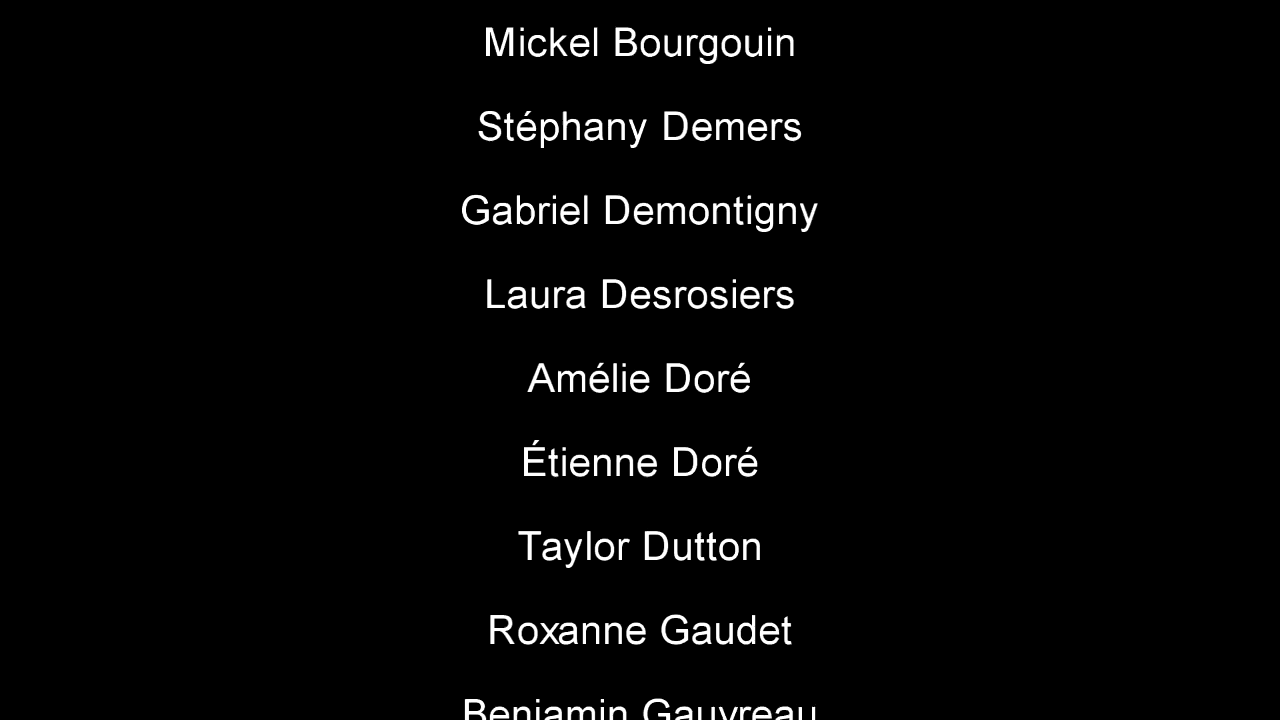 Mickel Bourgouin
Stéphany Demers
Gabriel Demontigny
Laura Desrosiers
Amélie Doré
Étienne Doré
Taylor Dutton
Roxanne Gaudet
Benjamin Gauvreau